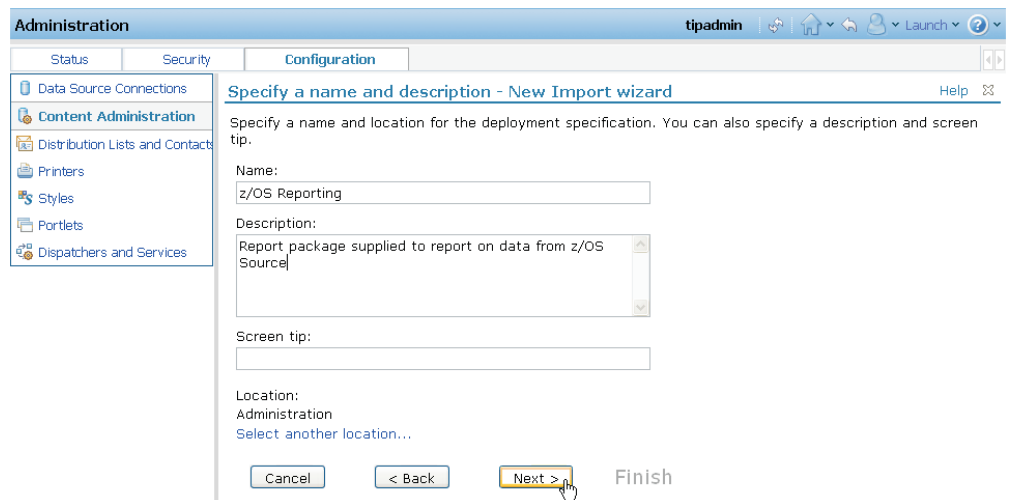 Administration
tipadmin
Launch
Status
Security
Configuration
Data Source Connections
Content Administration
Distribution Lists and Contacts
Printers
Styles
Portlets
Dispatchers and Services
Specify a name and description - New Import wizard
Help
Specify a name and location for the deployment specification. You can also specify a description and screen
tip.
Name:
z/OS Reporting
Description:
Report package supplied to report on data from z/OS
Source
Screen tip:
Location:
Administration
Select another location...
Cancel
< Back
Next >
Finish